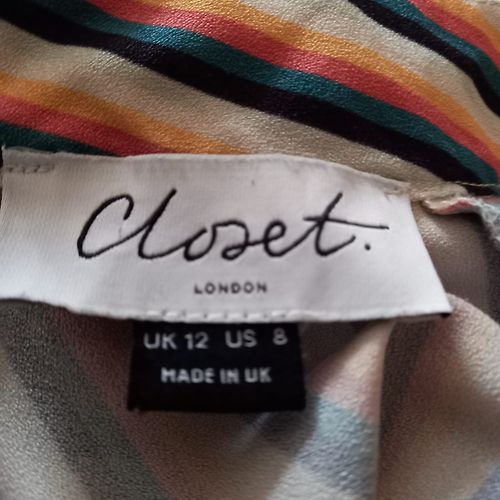 Closet.
LONDON
UK 12 US 8
MADE IN UK